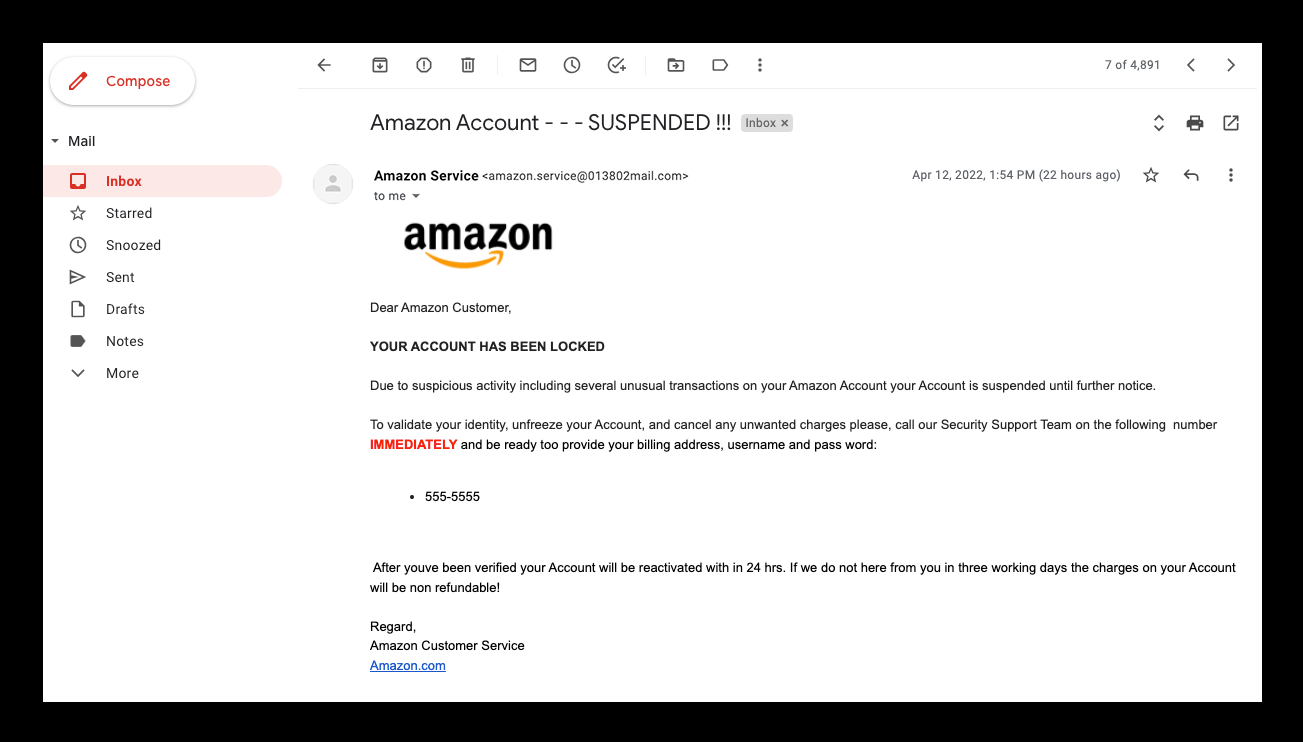 Compose
7 of 4,891
Mail
Inbox
Starred
Snoozed
Sent
Drafts
Notes
More
Amazon Account - - - SUSPENDED !!! Inbox ×
Amazon Service <amazon.service@013802mail.com>
Apr 12, 2022, 1:54 PM (22 hours ago)
to me
amazon
Dear Amazon Customer,
YOUR ACCOUNT HAS BEEN LOCKED
Due to suspicious activity including several unusual transactions on your Amazon Account your Account is suspended until further notice.
To validate your identity, unfreeze your Account, and cancel any unwanted charges please, call our Security Support Team on the following  number
IMMEDIATELY and be ready too provide your billing address, username and pass word:
• 555-5555
After youve been verified your Account will be reactivated with in 24 hrs. If we do not here from you in three working days the charges on your Account
will be non refundable!
Regard,
Amazon Customer Service
Amazon.com